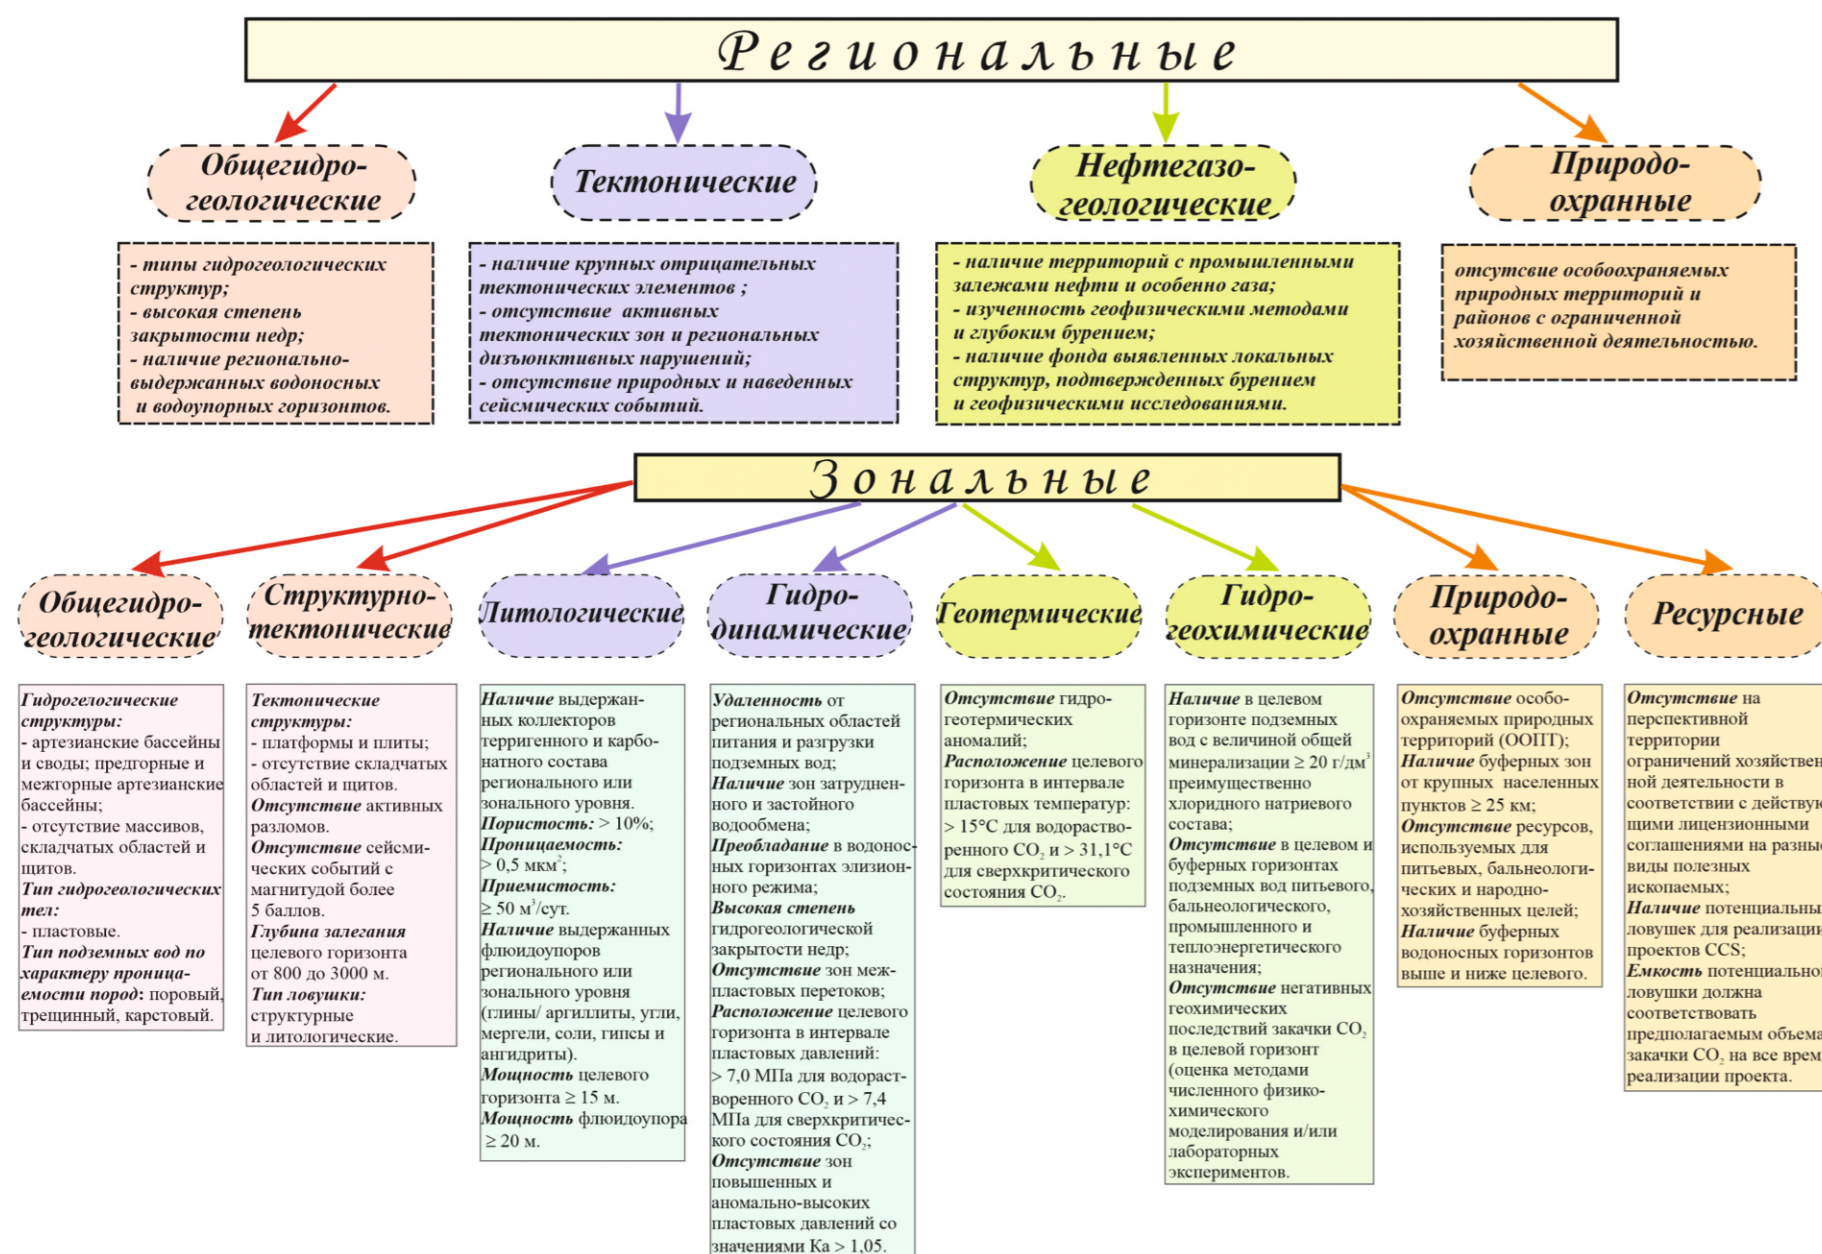 Региональные
Общегидро-
геологические
Тектонические
Нефтегазо-
геологические
Природо-
охранные
- типы гидрогеологических
структур;
- высокая степень
закрытости недр;
- наличие регионально-
выдержанных водоносных
и водоупорных горизонтов.
- наличие крупных отрицательных
тектонических элементов ;
- отсутствие активных
тектонических зон и региональных
дизъюнктивных нарушений;
- отсутствие природных и наведенных
сейсмических событий.
- наличие территорий с промышленными
залежами нефти и особенно газа;
- изученность геофизическими методами
и глубоким бурением;
- наличие фонда выявленных локальных
структур, подтвержденных бурением
и геофизическими исследованиями.
отсутсвие особоохраняемых
природных территорий и
районов с ограниченной
хозяйственной деятельностью.
Зональные
Общегидро-
геологические
Структурно-
тектонические
Литологические
Гидро-
динамические
Геотермические
Гидро-
геохимические
Природо-
охранные
Ресурсные
Гидрогелогические
структуры:
- артезианские бассейны
и своды; предгорные и
межгорные артезианские
бассейны;
- отсутствие массивов,
складчатых областей и
щитов.
Тип гидрогеологических
тел:
- пластовые.
Тип подземных вод по
характеру проница-
емости пород: поровый,
трещинный, карстовый.
Тектонические
структуры:
- платформы и плиты;
- отсутствие складчатых
областей и щитов.
Отсутствие активных
разломов.
Отсутствие сейсми-
ческих событий с
магнитудой более
5 баллов.
Глубина залегания
целевого горизонта
от 800 до 3000 м.
Тип ловушки:
структурные
и литологические.
Наличие выдержан-
ных коллекторов
терригенного и карбо-
натного состава
регионального или
зонального уровня.
Пористость: > 10%;
Проницаемость:
> 0,5 мкм²;
Приемистость:
≥ 50 м³/сут.
Наличие выдержанных
флюидоупоров
регионального или
зонального уровня
(глины/ аргиллиты, угли,
мергели, соли, гипсы и
ангидриты).
Мощность целевого
горизонта ≥ 15 м.
Мощность флюидоупора
≥ 20 м.
Удаленность от
региональных областей
питания и разгрузки
подземных вод;
Наличие зон затруднен-
ного и застойного
водообмена;
Преобладание в водонос-
ных горизонтах элизион-
ного режима;
Высокая степень
гидрогеологической
закрытости недр;
Отсутствие зон меж-
пластовых перетоков;
Расположение целевого
горизонта в интервале
пластовых давлений:
> 7,0 МПа для водораст-
воренного CO₂ и > 7,4
МПа для сверхкритичес-
кого состояния CO₂;
Отсутствие зон
повышенных и
аномально-высоких
пластовых давлений со
значениями Ка > 1,05.
Отсутствие гидро-
геотермических
аномалий;
Расположение целевого
горизонта в интервале
пластовых температур:
> 15°С для водораство-
ренного CO₂ и > 31,1°С
для сверхкритического
состояния CO₂.
Наличие в целевом
горизонте подземных
вод с величиной общей
минерализации ≥ 20 г/дм³
преимущественно
хлоридного натриевого
состава;
Отсутствие в целевом и
буферных горизонтах
подземных вод питьевого,
бальнеологического,
промышленного и
теплоэнергетического
назначения;
Отсутствие негативных
геохимических
последствий закачки CO₂
в целевой горизонт
(оценка методами
численного физико-
химического
моделирования и/или
лабораторных
экспериментов.
Отсутствие особо-
охраняемых природных
территорий (ООПТ);
Наличие буферных зон
от крупных населенных
пунктов ≥ 25 км;
Отсутствие ресурсов,
используемых для
питьевых, бальнеологи-
ческих и народно-
хозяйственных целей;
Наличие буферных
водоносных горизонтов
выше и ниже целевого.
Отсутствие на
перспективной
территории
ограничений хозяйствен
ной деятельности в
соответствии с действую
щими лицензионными
соглашениями на разные
виды полезных
ископаемых;
Наличие потенциальны
ловушек для реализации
проектов CCS;
Емкость потенциальной
ловушки должна
соответствовать
предполагаемым объема
закачки CO₂ на все врем
реализации проекта.